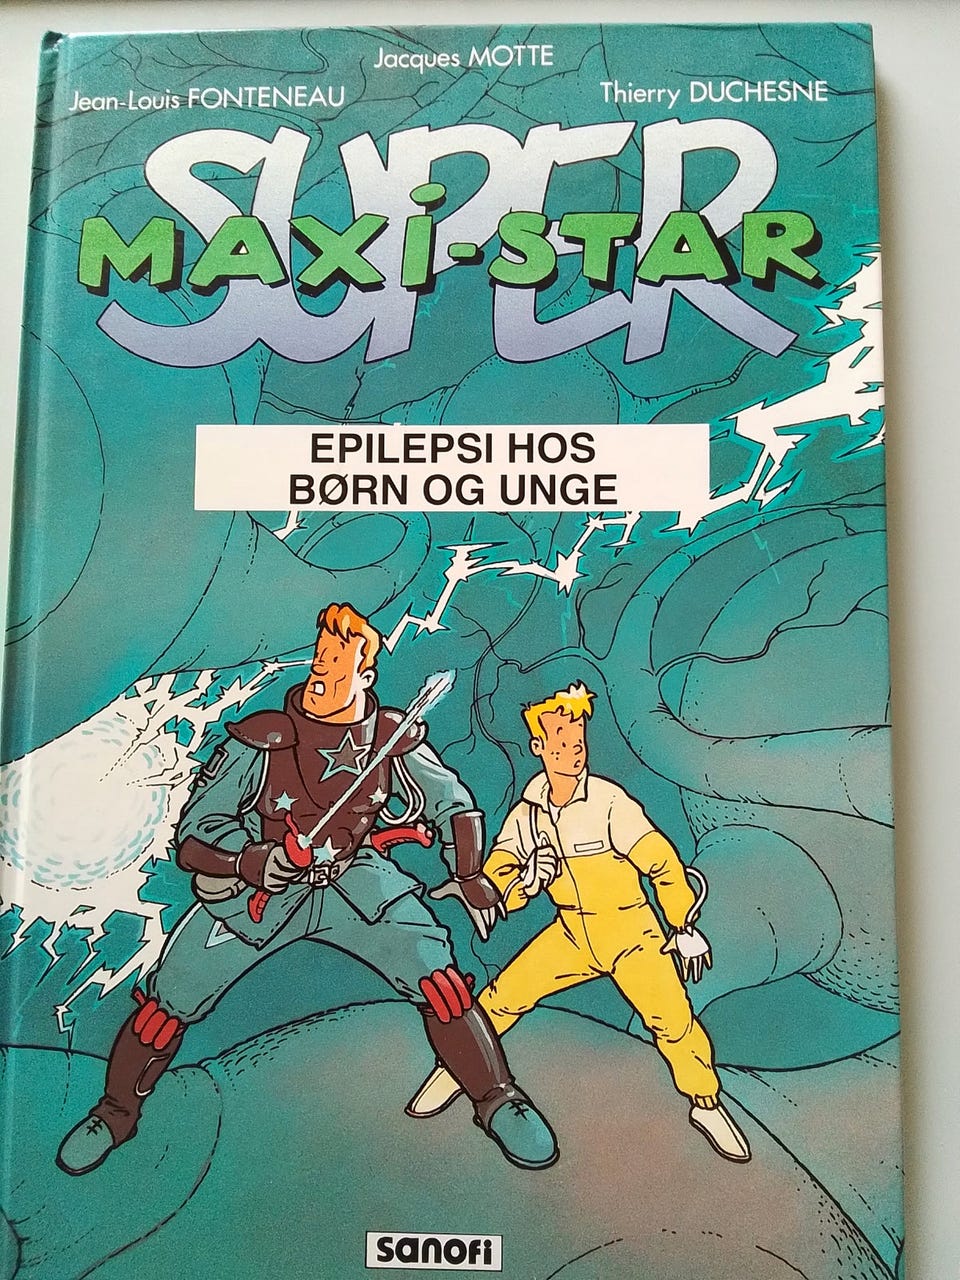 Jacques MOTTE
Jean-Louis FONTENEAU
Thierry DUCHESNE
SUPER
MAXi-STAR
EPILEPSI HOS
BØRN OG UNGE
sanofi